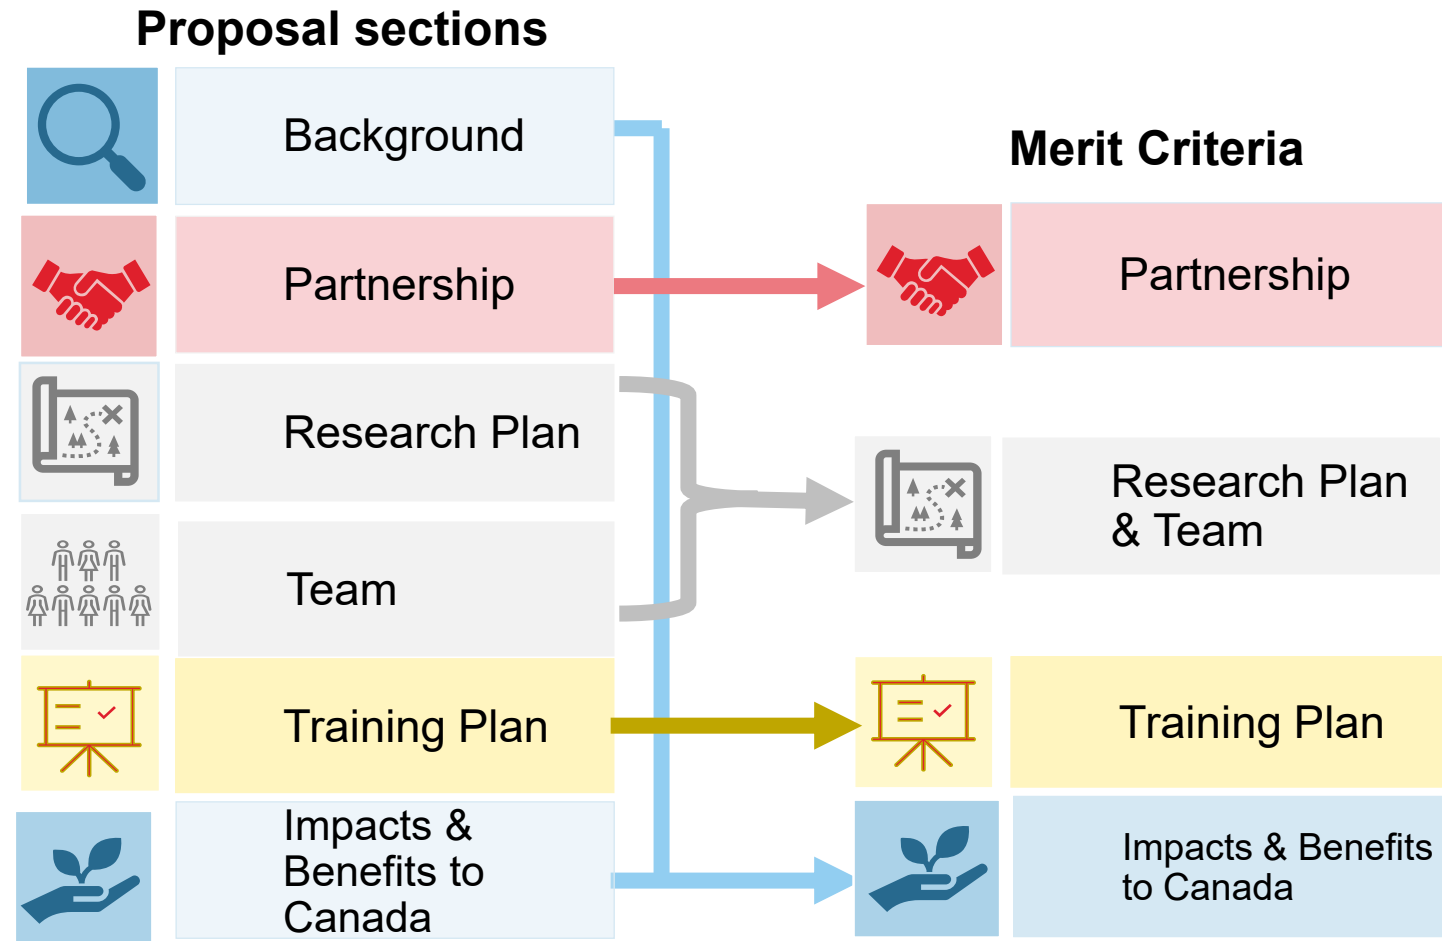 Proposal sections
Background
Partnership
Research Plan
Team
Training Plan
Impacts &
Benefits to
Canada
Merit Criteria
Partnership
Research Plan
& Team
Training Plan
Impacts & Benefits
to Canada